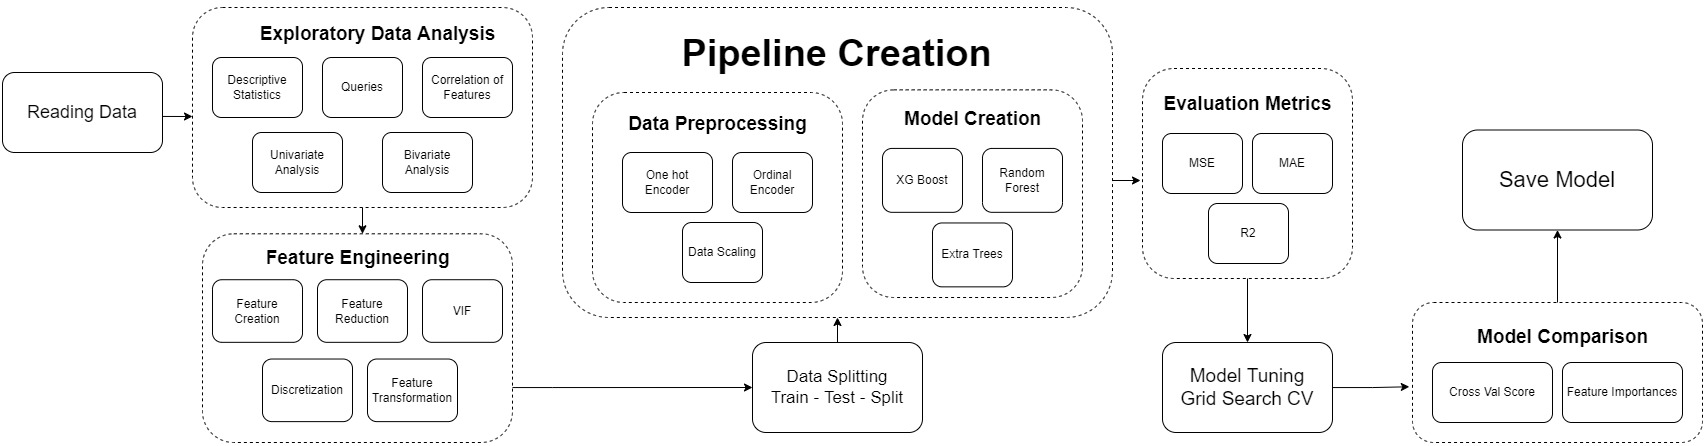 Reading Data
Exploratory Data Analysis
Descriptive
Statistics
Queries
Correlation of
Features
Univariate
Analysis
Bivariate
Analysis
Feature Engineering
Feature
Creation
Feature
Reduction
VIF
Discretization
Feature
Transformation
Data Splitting
Train - Test - Split
Pipeline Creation
Data Preprocessing
One hot
Encoder
Ordinal
Encoder
Data Scaling
Model Creation
XG Boost
Random
Forest
Extra Trees
Evaluation Metrics
MSE
MAE
R2
Model Tuning
Grid Search CV
Model Comparison
Cross Val Score
Feature Importances
Save Model